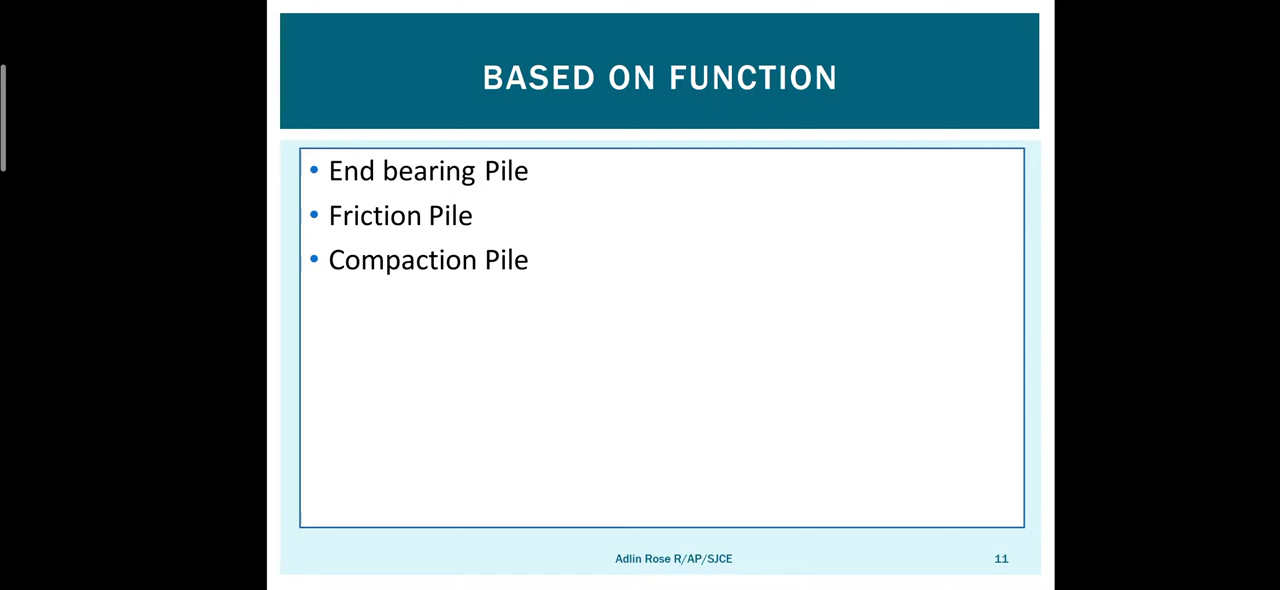 BASED ON FUNCTION
• End bearing Pile
• Friction Pile
• Compaction Pile
Adlin Rose R/AP/SJCE
11